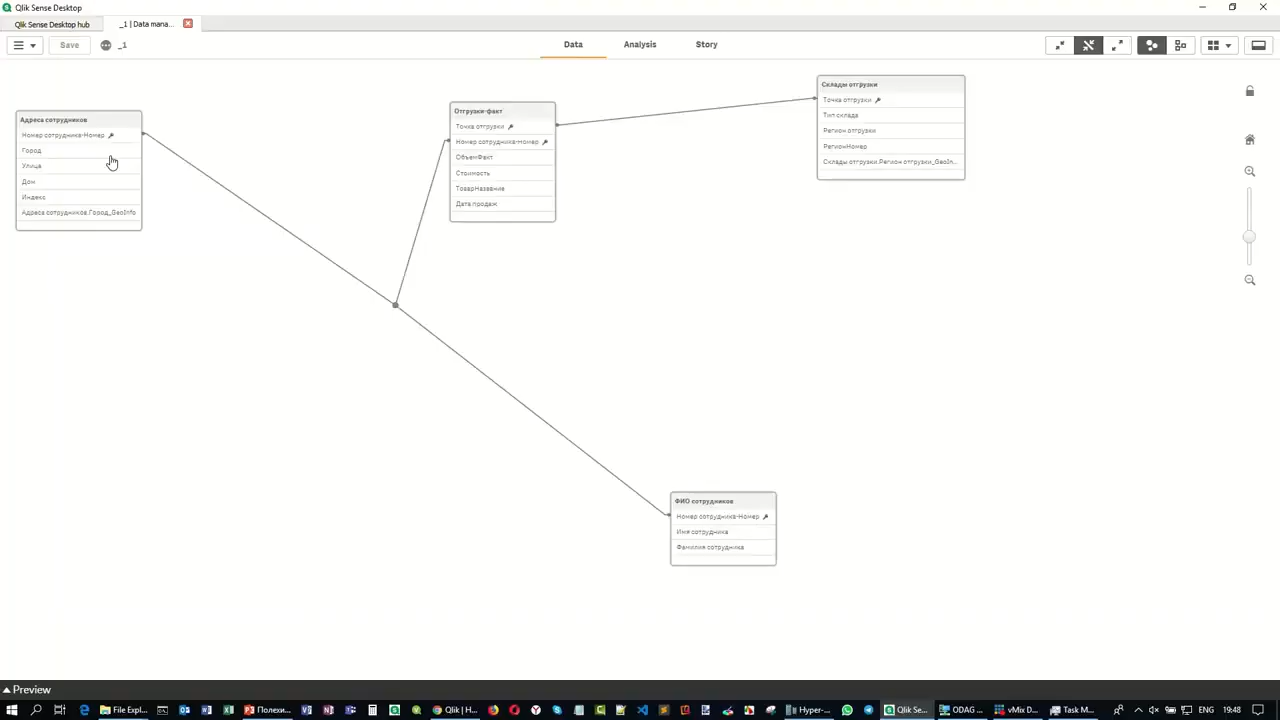 Qlik Sense Desktop
Qlik Sense Desktop hub
_1 | Data mana...
Save
_1
Data
Analysis
Story
Адреса сотрудников
Номер сотрудника-Номер
Город
Улица
Дом
Индекс
Адреса сотрудников.Город_GeoInfo
Отгрузки-факт
Точка отгрузки
Номер сотрудника-Номер
ОбъемФакт
Стоимость
ТоварНазвание
Дата продаж
Склады отгрузки
Точка отгрузки
Тип склада
Регион отгрузки
РегионНомер
Склады отгрузки.Регион отгрузки_GeoIn...
ФИО сотрудников
Номер сотрудника-Номер
Имя сотрудника
Фамилия сотрудника
Preview
File Expl...
Полехи...
Qlik | H...
Hyper-...
Qlik Se...
ODAG ...
vMix D...
Task M...
ENG
19:48